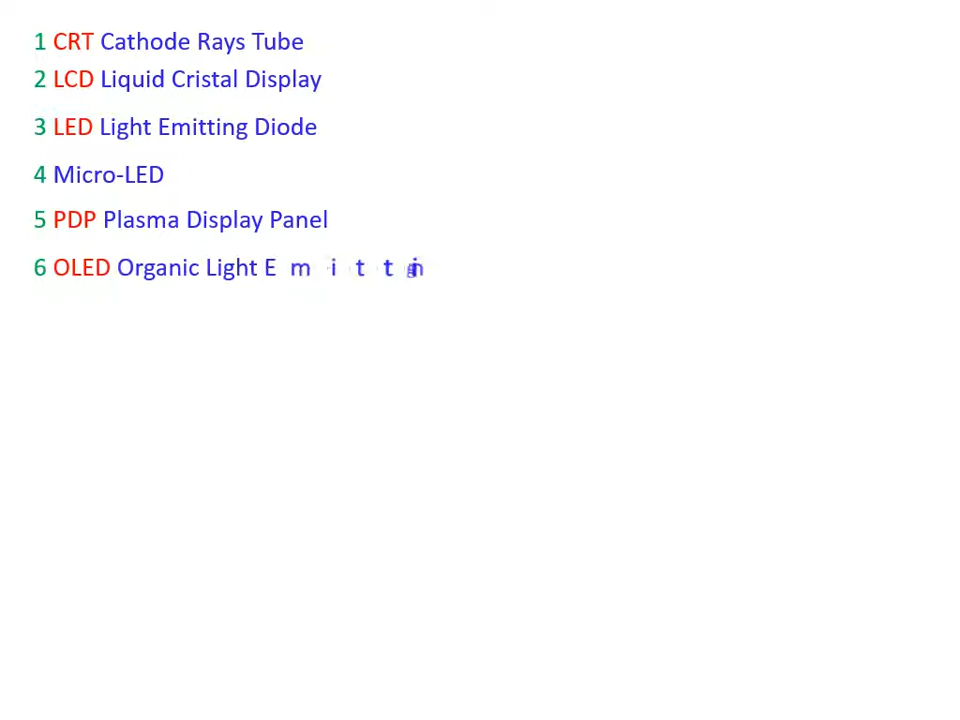 1 CRT Cathode Rays Tube
2 LCD Liquid Cristal Display
3 LED Light Emitting Diode
4 Micro-LED
5 PDP Plasma Display Panel
6 OLED Organic Light